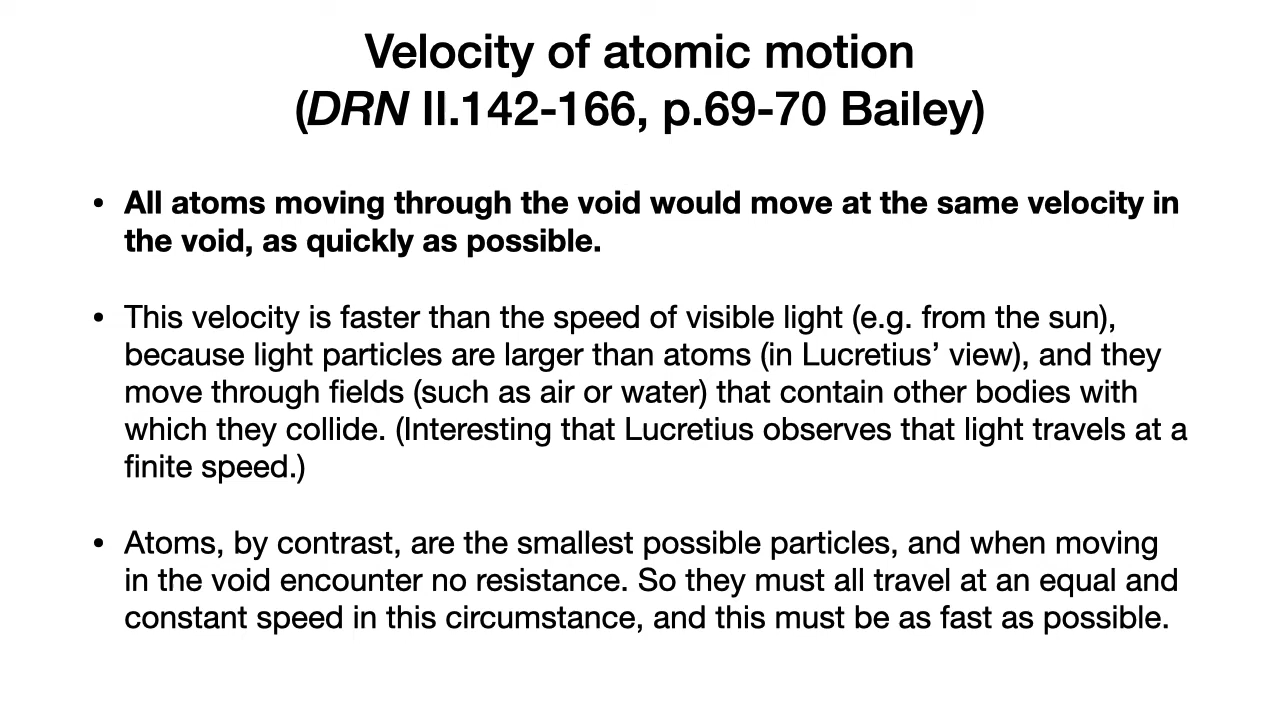 Velocity of atomic motion
(DRN II.142-166, p.69-70 Bailey)
• All atoms moving through the void would move at the same velocity in
the void, as quickly as possible.
• This velocity is faster than the speed of visible light (e.g. from the sun),
because light particles are larger than atoms (in Lucretius’ view), and they
move through fields (such as air or water) that contain other bodies with
which they collide. (Interesting that Lucretius observes that light travels at a
finite speed.)
• Atoms, by contrast, are the smallest possible particles, and when moving
in the void encounter no resistance. So they must all travel at an equal and
constant speed in this circumstance, and this must be as fast as possible.